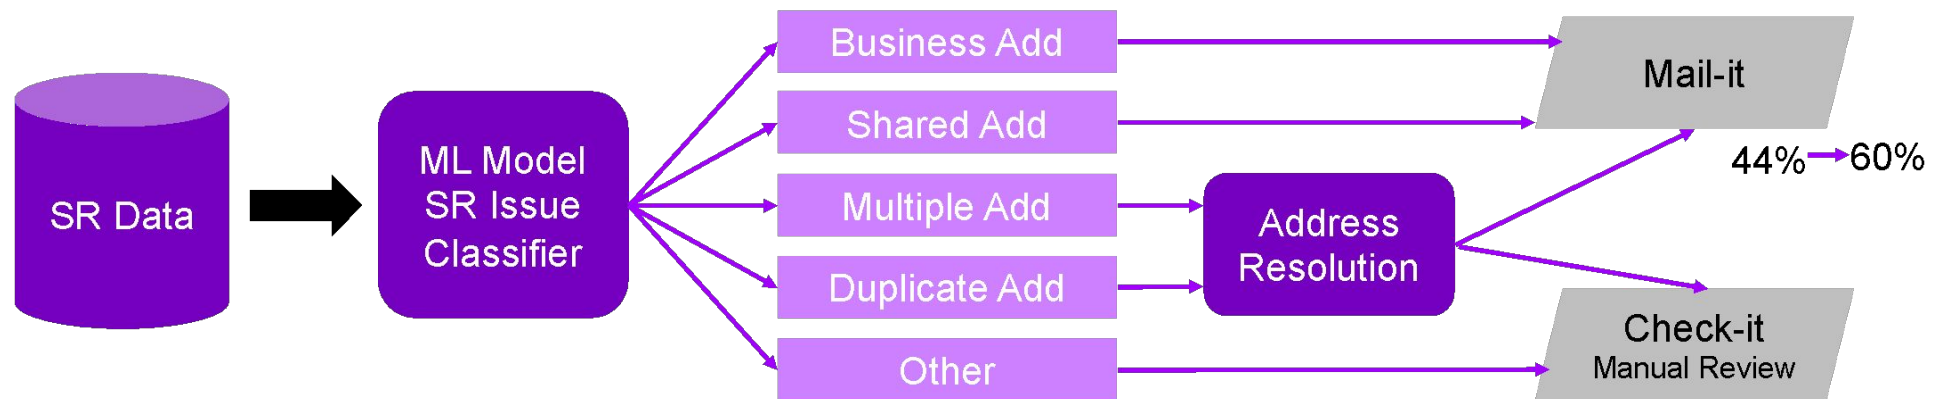 SR Data
ML Model
SR Issue
Classifier
Business Add
Shared Add
Multiple Add
Duplicate Add
Other
Address
Resolution
Mail-it
44% 60%
Check-it
Manual Review